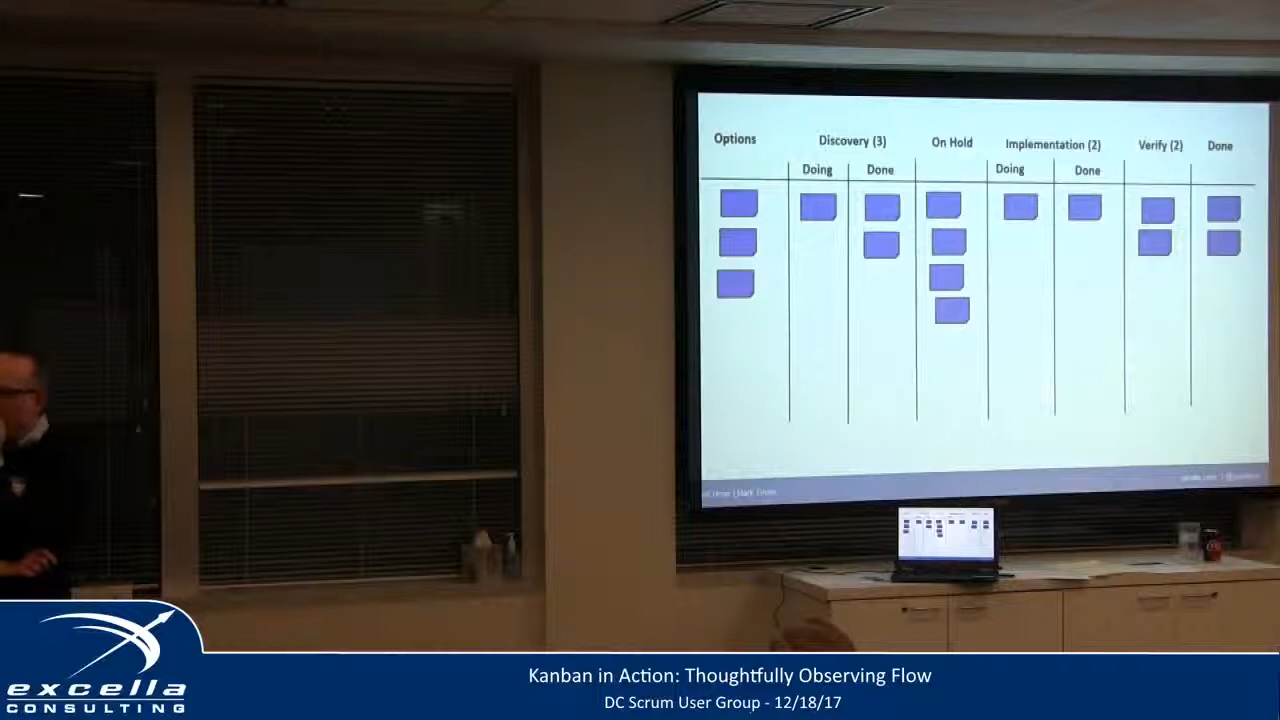 Options Discovery (3) On Hold Implementation (2) Verify (2) Done
Doing Done Doing Done
excella
CONSULTING
Kanban in Action: Thoughtfully Observing Flow
DC Scrum User Group - 12/18/17